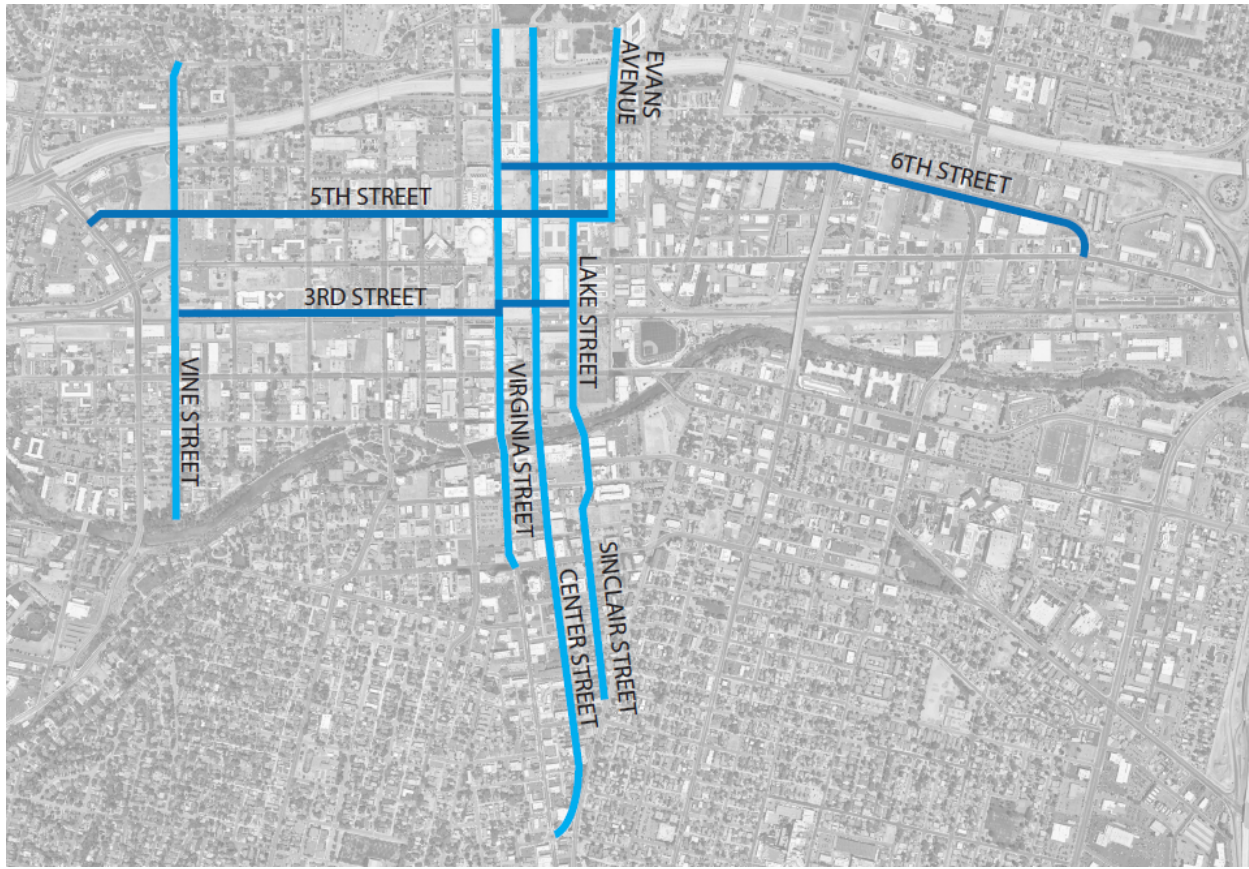 EVANS
AVENUE
6TH STREET
5TH STREET
LAKE STREET
3RD STREET
VINE STREET
VIRGINIA STREET
SINCLAIR STREET
CENTER STREET